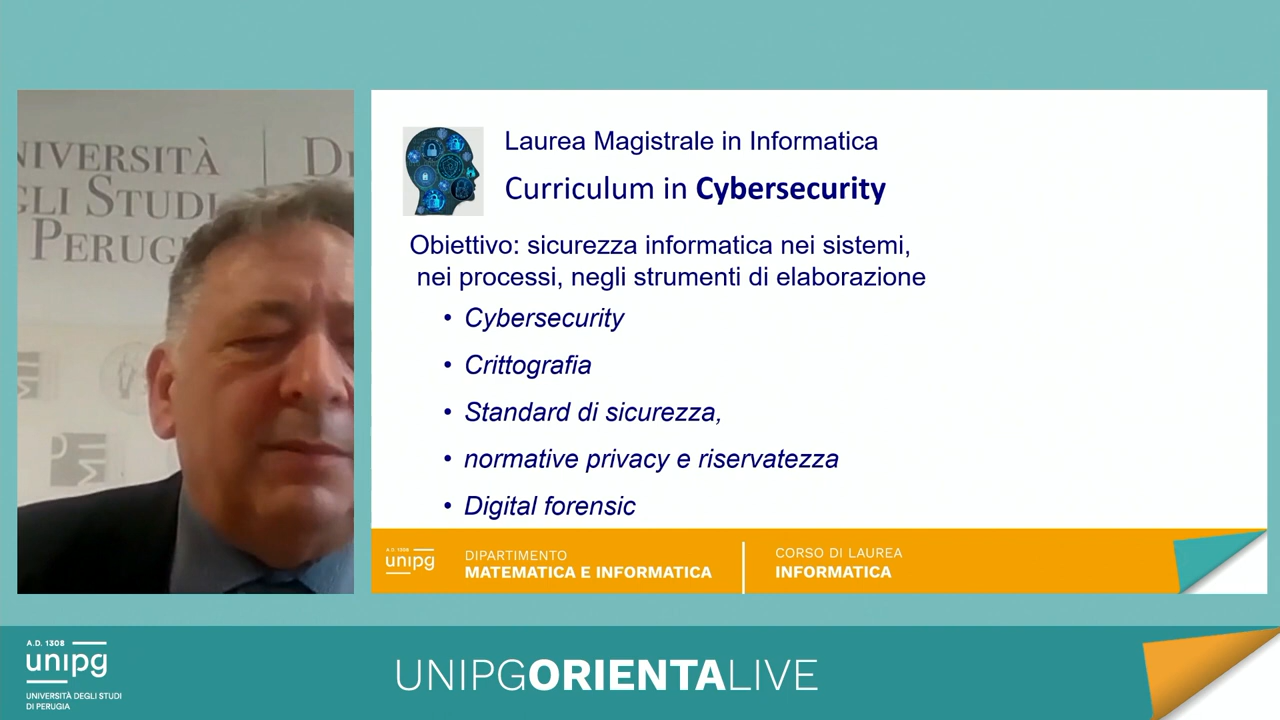 NIVERSITÀ
GLI STUDI
PERUG
Laurea Magistrale in Informatica
Curriculum in Cybersecurity
Obiettivo: sicurezza informatica nei sistemi,
nei processi, negli strumenti di elaborazione
• Cybersecurity
• Crittografia
• Standard di sicurezza,
• normative privacy e riservatezza
• Digital forensic
A.D. 1308
unipg
DIPARTIMENTO
MATEMATICA E INFORMATICA
CORSO DI LAUREA
INFORMATICA
A.D. 1308
unipg
UNIVERSITÀ DEGLI STUDI
DI PERUGIA
UNIPGORIENTALIVE